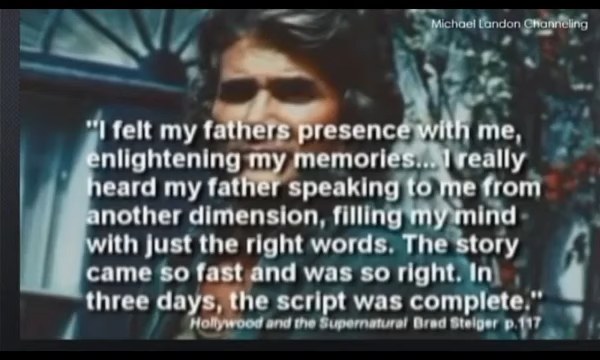 Michael Landon Channeling
"I felt my fathers presence with me,
enlightening my memories... I really
heard my father speaking to me from
another dimension, filling my mind
with just the right words. The story
came so fast and was so right. In
three days, the script was complete."
Hollywood and the Supernatural Brad Steiger p.117